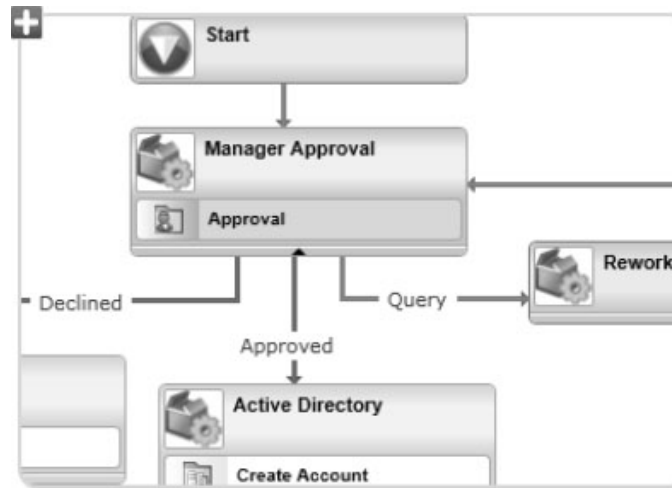 Start
Manager Approval
Approval
Rework
Declined
Query
Approved
Active Directory
Create Account